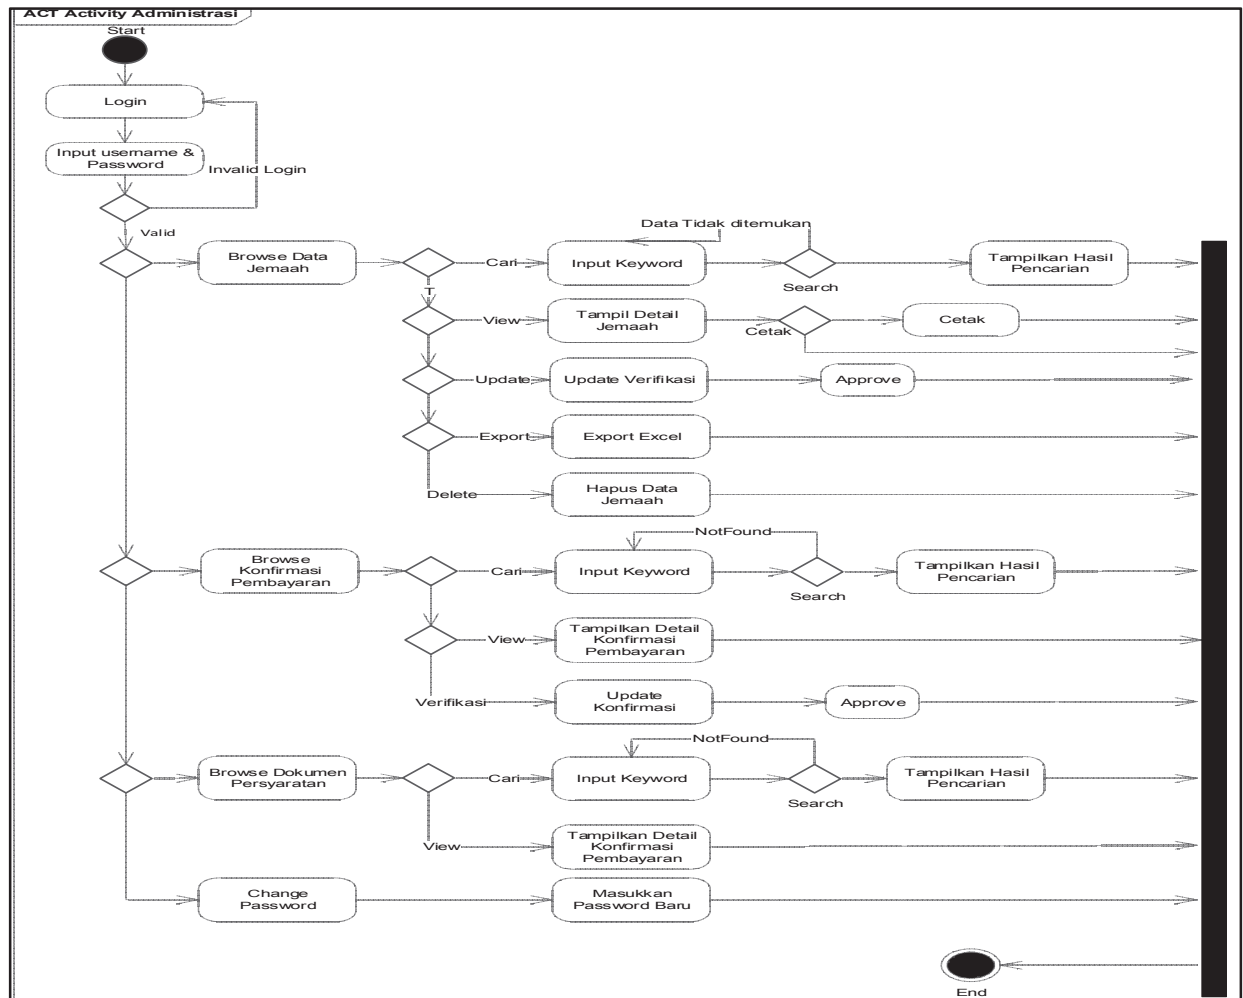 ACT Activity Administrasi
Start
Login
Input username &
Password
Invalid Login
Valid
Data Tidak ditemukan
Browse Data
Jemaah
Cari
Input Keyword
Search
Tampilkan Hasil
Pencarian
T
View
Tampil Detail
Jemaah
Cetak
Cetak
Update
Update Verifikasi
Approve
Export
Export Excel
Delete
Hapus Data
Jemaah
NotFound
Browse
Konfirmasi
Pembayaran
Cari
Input Keyword
Search
Tampilkan Hasil
Pencarian
View
Tampilkan Detail
Konfirmasi
Pembayaran
Verifikasi
Update
Konfirmasi
Approve
NotFound
Browse Dokumen
Persyaratan
Cari
Input Keyword
Search
Tampilkan Hasil
Pencarian
View
Tampilkan Detail
Konfirmasi
Pembayaran
Change
Password
Masukkan
Password Baru
End